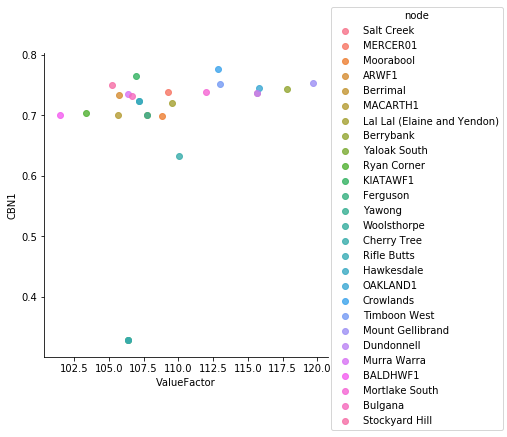 node
Salt Creek
MERCER01
Moorabool
ARWF1
Berrimal
MACARTH1
Lal Lal (Elaine and Yendon)
Berrybank
Yaloak South
Ryan Corner
KIATAWF1
Ferguson
Yawong
Woolsthorpe
Cherry Tree
Rifle Butts
Hawkesdale
OAKLAND1
Crowlands
Timboon West
Mount Gellibrand
Dundonnell
Murra Warra
BALDHWF1
Mortlake South
Bulgana
Stockyard Hill
0.8
0.7
0.6
0.5
0.4
CBN1
102.5 105.0 107.5 110.0 112.5 115.0 117.5 120.0
ValueFactor